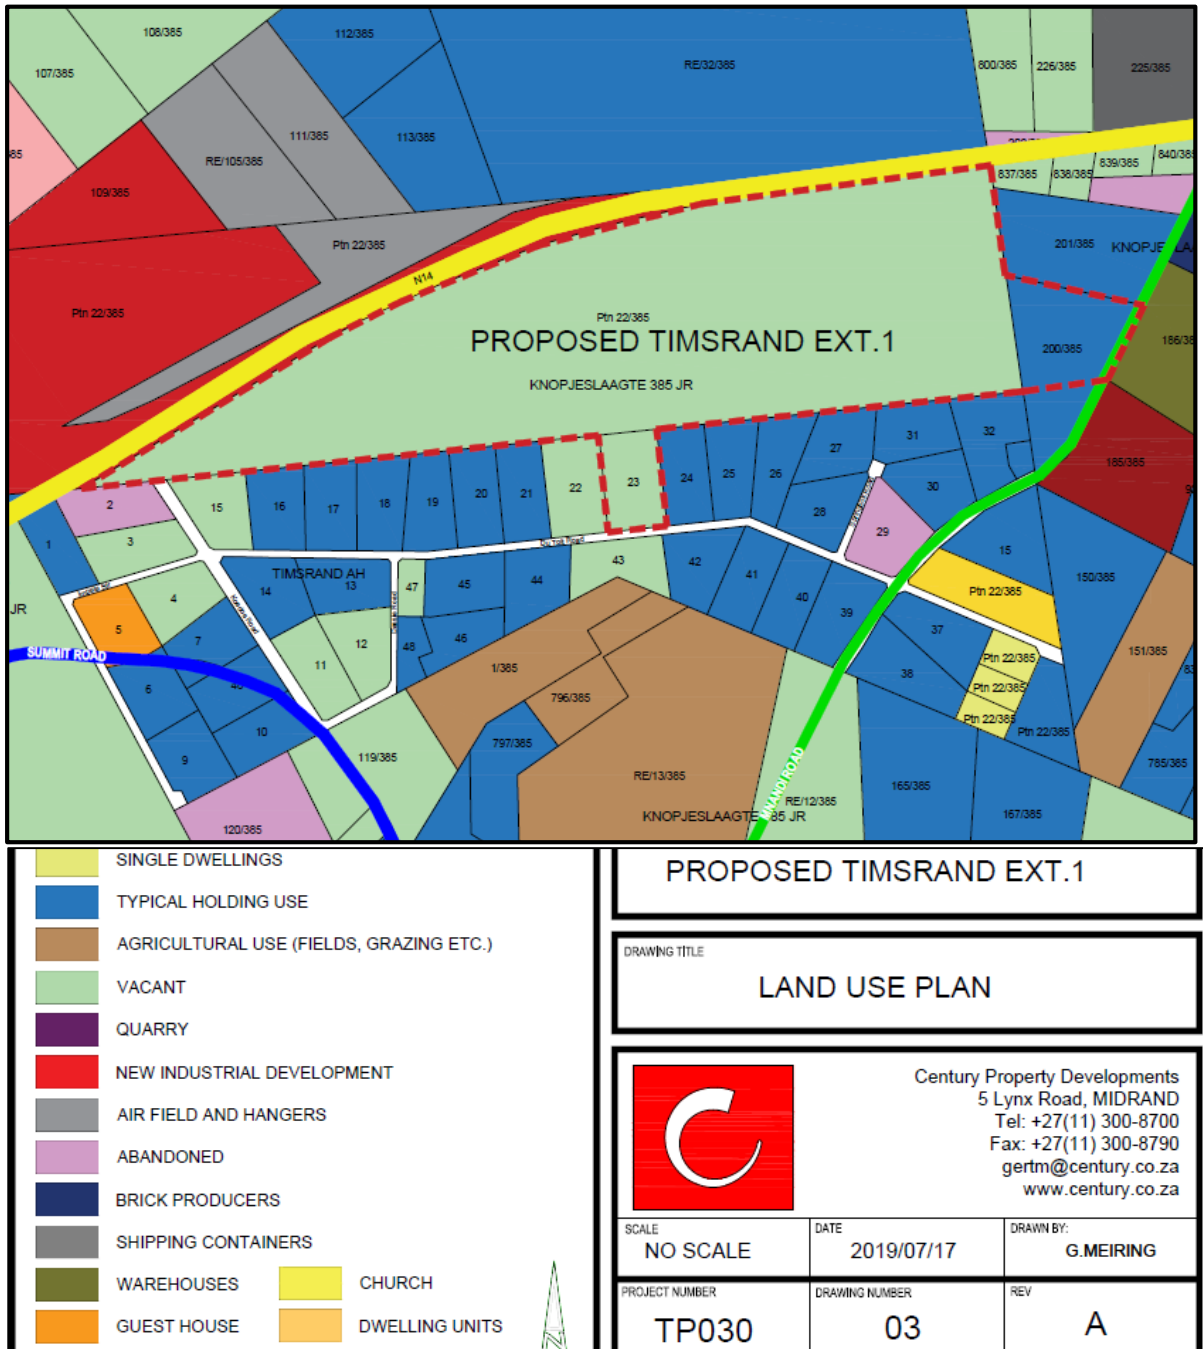 108/385
112/385
107/385
RE/32/385
600/385
226/385
225/385
111/385
113/385
RE/105/385
839/385
840/385
837/385
838/385
109/385
Ptn 22/385
201/385
KNOPJE
N14
Ptn 22/385
Ptn 22/385
PROPOSED TIMSRAND EXT.1
KNOPJESLAAGTE 385 JR
200/385
186/38
27
31
32
185/385
2
15
16
17
18
19
20
21
22
23
24
25
26
28
30
29
1
3
Du Toit Road
43
42
41
40
39
15
150/385
TIMSRAND AH
14
13
47
45
44
Ptn 22/385
JR
4
5
7
12
11
48
46
37
38
SUMMIT ROAD
6
10
9
1/385
796/385
797/385
119/385
120/385
RE/13/385
KNOPJESLAAGTE 385 JR
MNANDI ROAD
RE/12/385
165/385
167/385
Ptn 22/385
Ptn 22/385
Ptn 22/385
Ptn 22/385
151/385
785/385
SINGLE DWELLINGS
TYPICAL HOLDING USE
AGRICULTURAL USE (FIELDS, GRAZING ETC.)
VACANT
QUARRY
NEW INDUSTRIAL DEVELOPMENT
AIR FIELD AND HANGERS
ABANDONED
BRICK PRODUCERS
SHIPPING CONTAINERS
WAREHOUSES
CHURCH
GUEST HOUSE
DWELLING UNITS
PROPOSED TIMSRAND EXT.1
DRAWING TITLE
LAND USE PLAN
Century Property Developments
5 Lynx Road, MIDRAND
Tel: +27(11) 300-8700
Fax: +27(11) 300-8790
gertm@century.co.za
www.century.co.za
SCALE
NO SCALE
DATE
2019/07/17
DRAWN BY:
G.MEIRING
PROJECT NUMBER
TP030
DRAWING NUMBER
03
REV
A